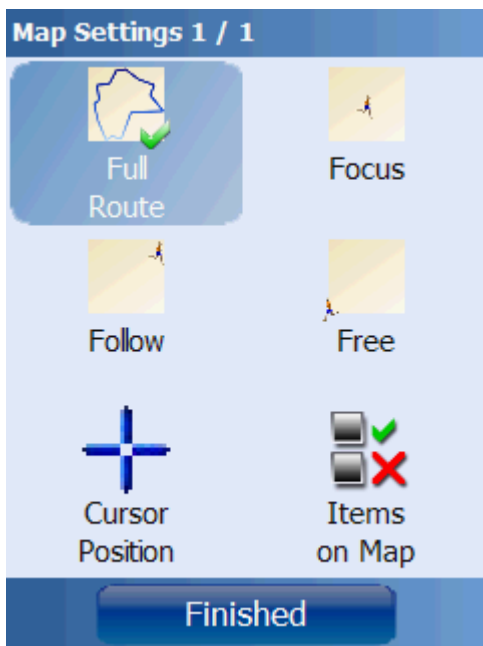 Map Settings 1 / 1
Full
Route
Focus
Follow
Free
Cursor
Position
Items
on Map
Finished